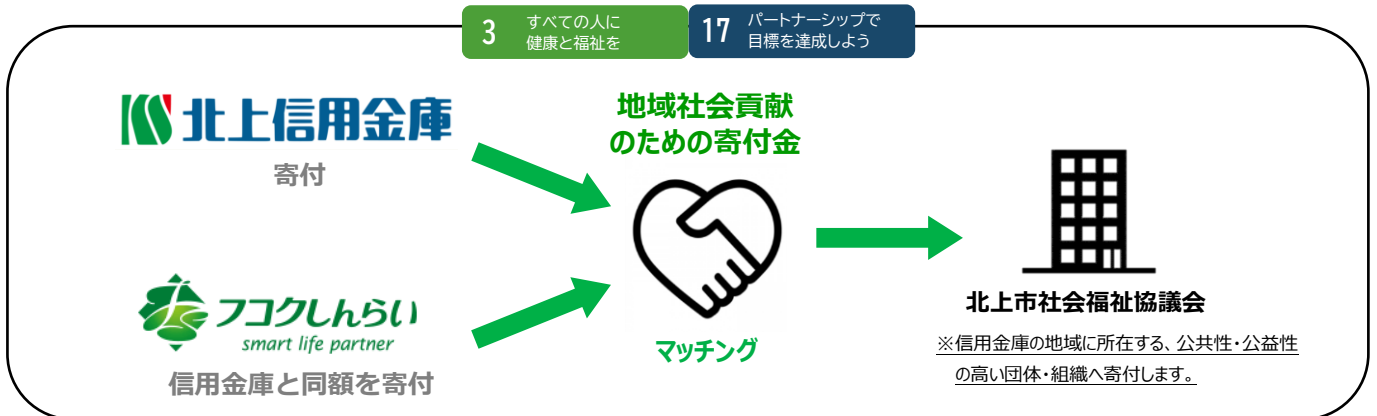 3
すべての人に
健康と福祉を
17
パートナーシップで
目標を達成しよう
北上信用金庫
寄付
フコクしんらい
smart life partner
信用金庫と同額を寄付
地域社会貢献
のための寄付金
マッチング
北上市社会福祉協議会
※信用金庫の地域に所在する、公共性・公益性
の高い団体・組織へ寄付します。